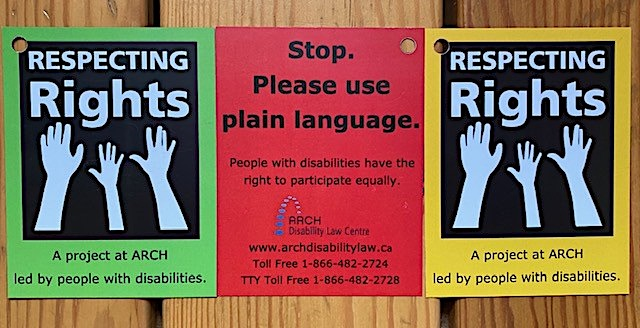 RESPECTING
Rights
A project at ARCH
led by people with disabilities.
Stop.
Please use
plain language.
People with disabilities have the
right to participate equally.
ARCH
Disability Law Centre
www.archdisabilitylaw.ca
Toll Free 1-866-482-2724
TTY Toll Free 1-866-482-2728
RESPECTING
Rights
A project at ARCH
led by people with disabilities.